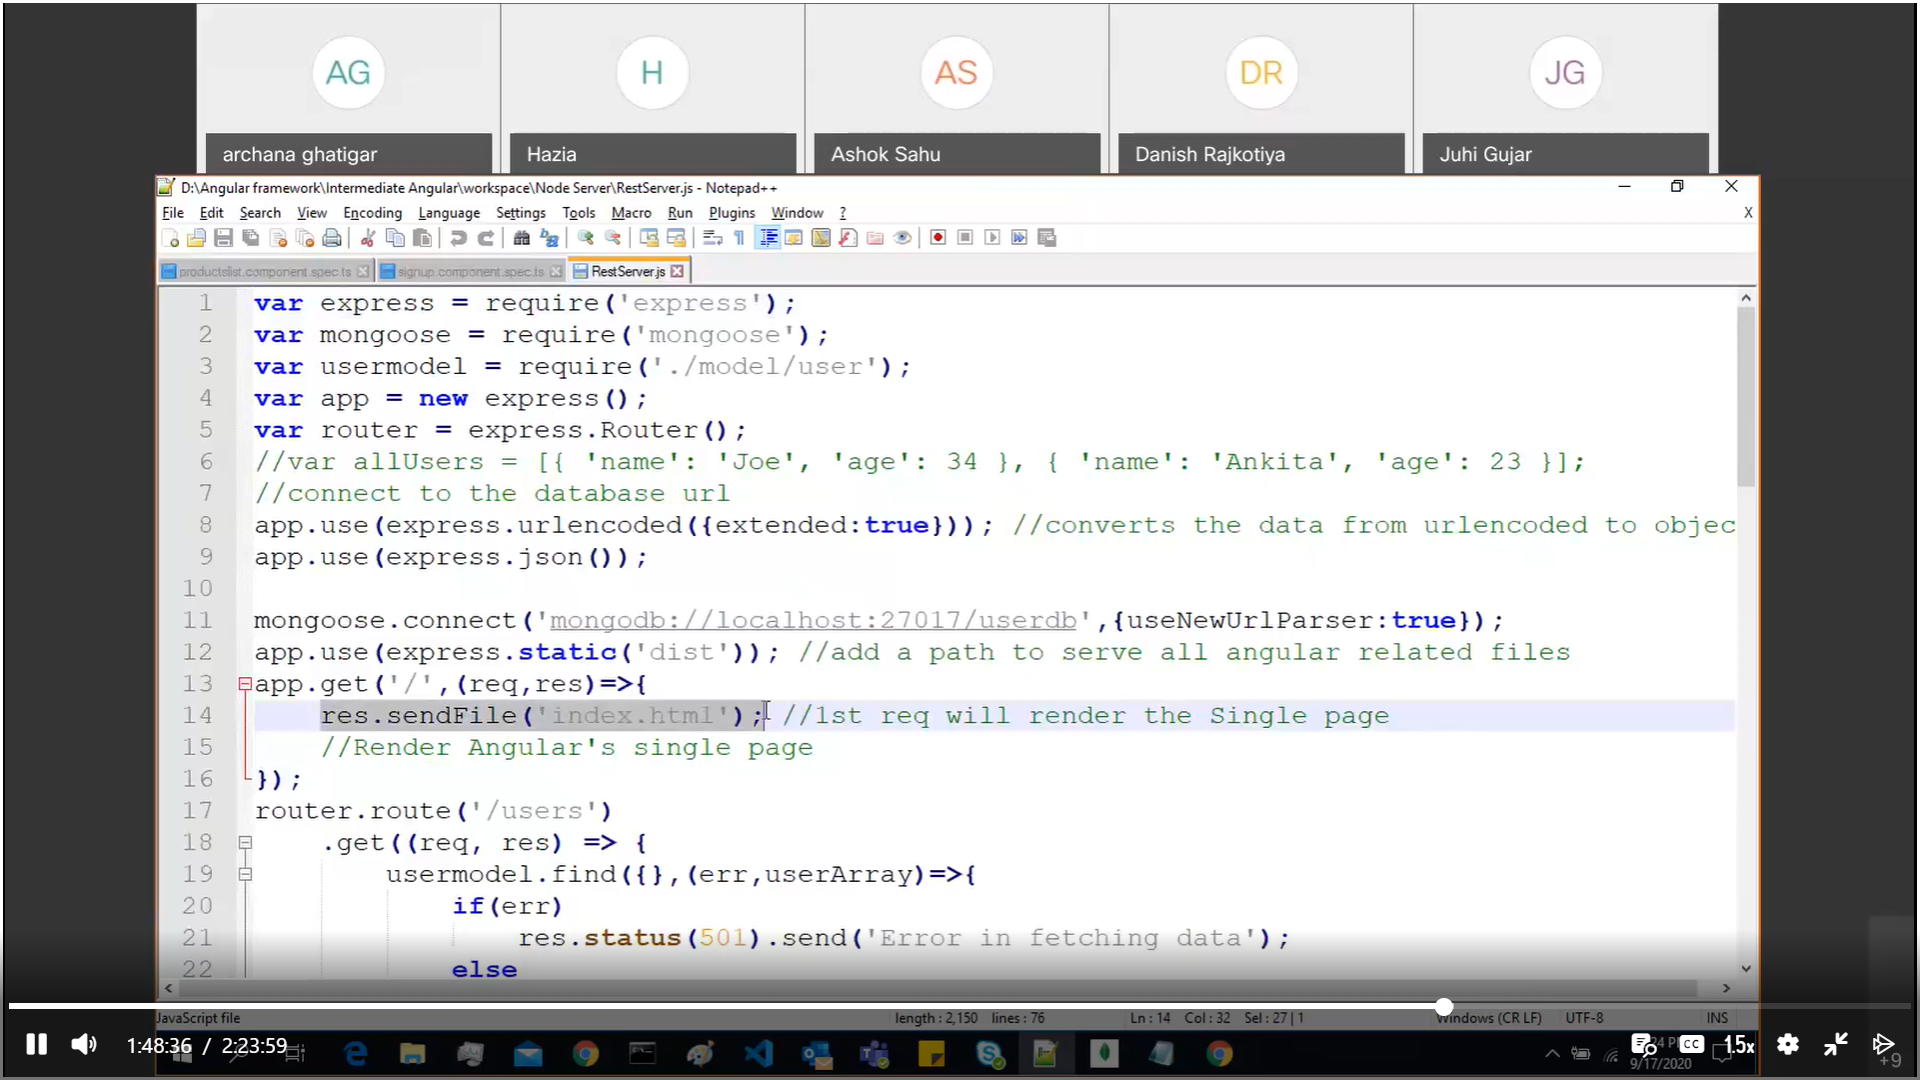 AG
H
AS
DR
JG
archana ghatigar
Hazia
Ashok Sahu
Danish Rajkotiya
Juhi Gujar
D:\Angular framework\Intermediate Angular\workspace\Node Server\RestServer.js - Notepad++
File Edit Search View Encoding Language Settings Tools Macro Run Plugins Window ? X
productslist.component.spec.ts signup.component.spec.ts RestServer.js
1 var express = require('express');
2 var mongoose = require('mongoose');
3 var usermodel = require('./model/user');
4 var app = new express();
5 var router = express.Router();
6 //var allUsers = [{ 'name': 'Joe', 'age': 34 }, { 'name': 'Ankita', 'age': 23 }];
7 //connect to the database url
8 app.use(express.urlencoded({extended:true})); //converts the data from urlencoded to objec
9 app.use(express.json());
10
11 mongoose.connect('mongodb://localhost:27017/userdb',{useNewUrlParser:true});
12 app.use(express.static('dist')); //add a path to serve all angular related files
13 app.get('/',(req,res)=>{
14 res.sendFile('index.html'); //1st req will render the Single page
15 //Render Angular's single page
16 });
17 router.route('/users')
18 .get((req, res) => {
19 usermodel.find({},(err,userArray)=>{
20 if(err)
21 res.status(501).send('Error in fetching data');
22 else
JavaScript file length : 2,150 lines : 76 Ln : 14 Col : 32 Sel : 27 | 1 Windows (CR LF) UTF-8 INS
1:48:36 / 2:23:59 CC 1.5x
9/17/2020
+9